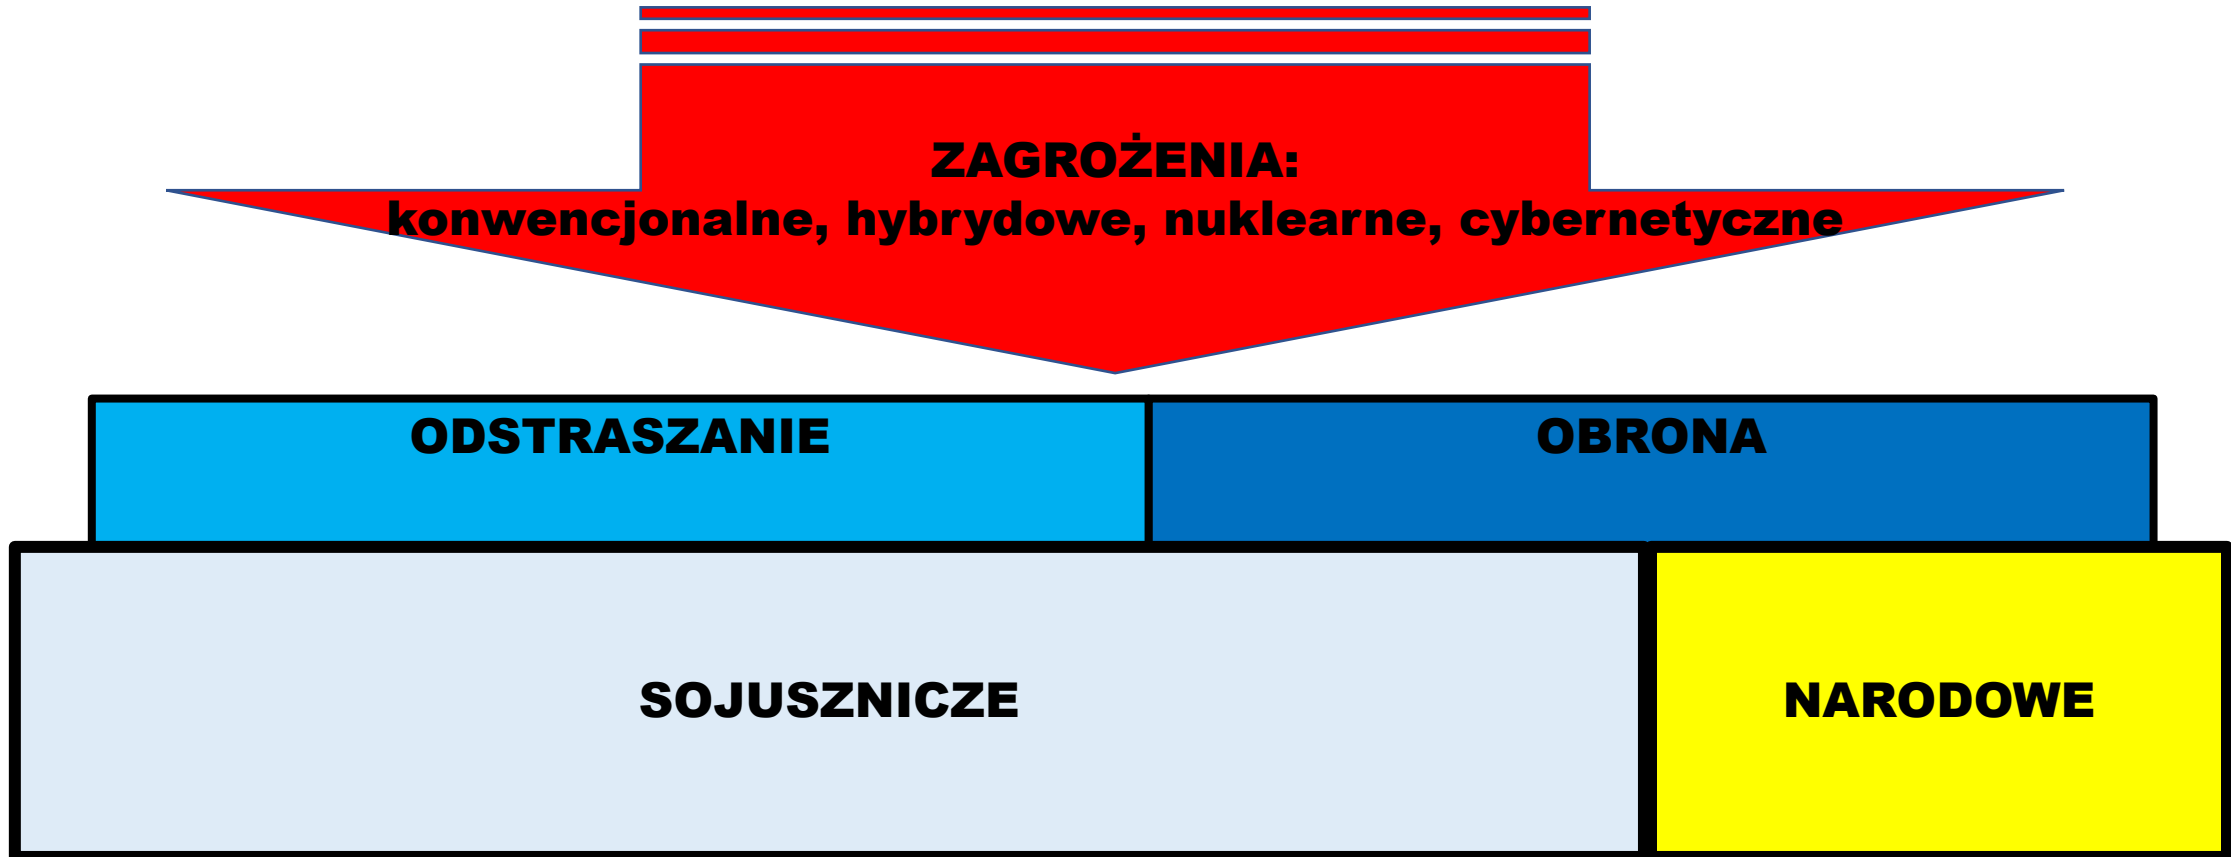 ZAGROŻENIA:
konwencjonalne, hybrydowe, nuklearne, cybernetyczne
ODSTRASZANIE
OBRONA
SOJUSZNICZE
NARODOWE